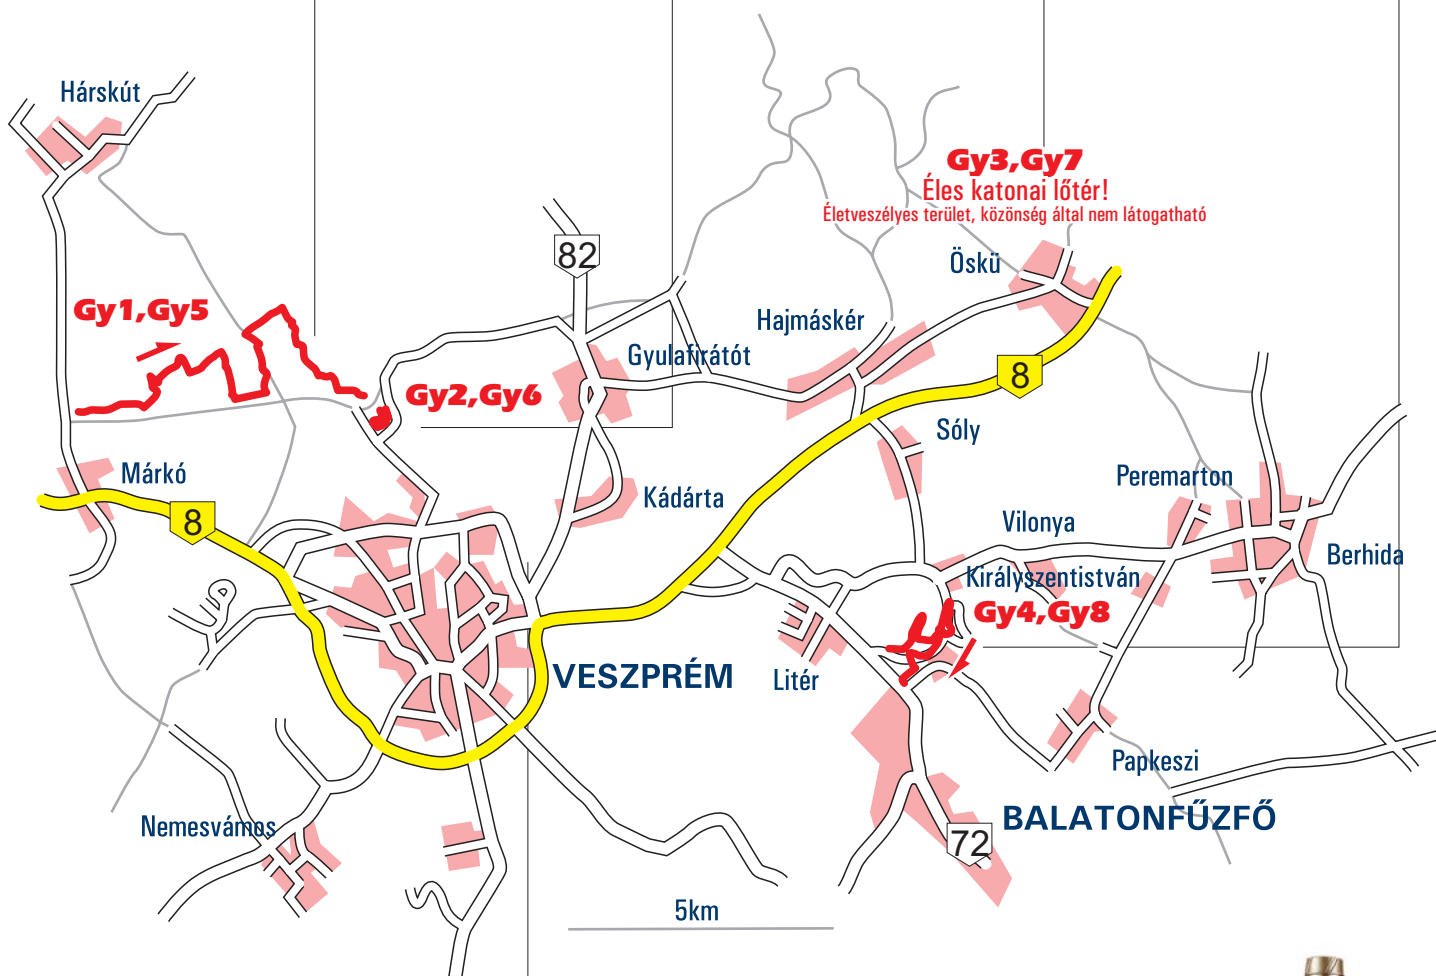 Hárskút
Gy3,Gy7
Éles katonai lőtér!
Életveszélyes terület, közönség által nem látogatható
82
Öskü
Gy1,Gy5
Hajmáskér
Gyulafirátót
8
Gy2,Gy6
Sóly
Márkó
Peremarton
Kádárta
8
Vilonya
Berhida
Királyszentistván
Gy4,Gy8
VESZPRÉM
Litér
Papkeszi
BALATONFŰZFŐ
Nemesvámos
72
5km